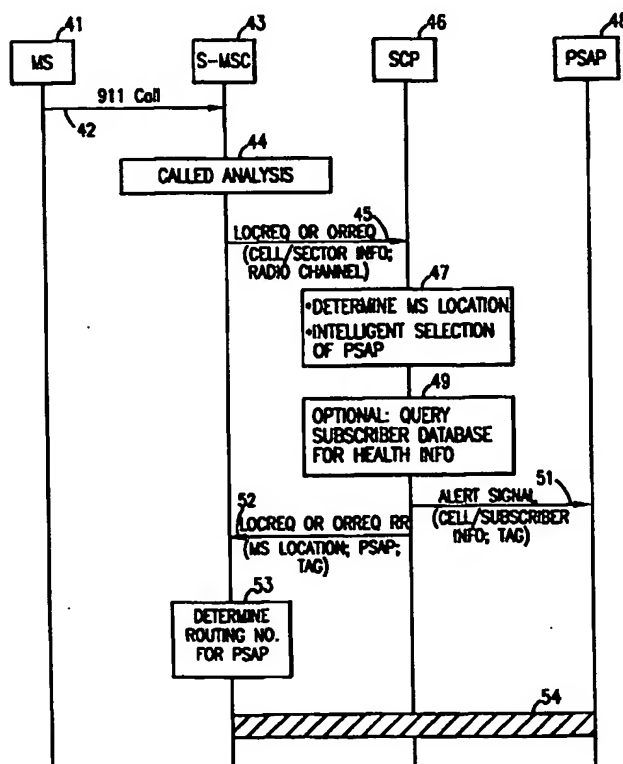 41
43
46
48
MS
S-MSC
SCP
PSAP
911 Call
42
44
CALLED ANALYSIS
45
LOCREQ OR ORREQ
(CELL/SECTOR INFO;
RADIO CHANNEL)
47
•DETERMINE MS LOCATION
•INTELLIGENT SELECTION
OF PSAP
49
OPTIONAL: QUERY
SUBSCRIBER DATABASE
FOR HEALTH INFO
51
ALERT SIGNAL
(CELL/SUBSCRIBER
INFO; TAG)
52
LOCREQ OR ORREQ RR
(MS LOCATION; PSAP;
TAG)
53
DETERMINE
ROUTING NO.
FOR PSAP
54